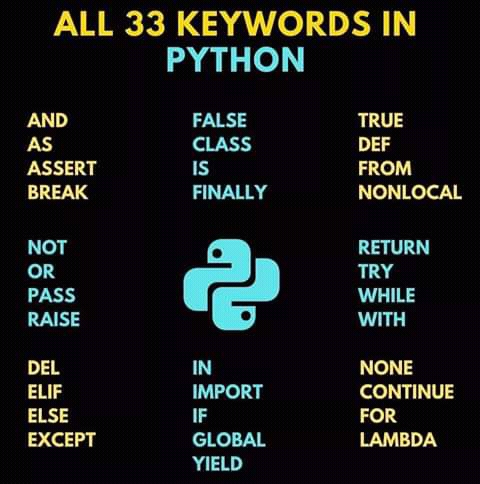 ALL 33 KEYWORDS IN
PYTHON
AND
AS
ASSERT
BREAK
FALSE
CLASS
IS
FINALLY
TRUE
DEF
FROM
NONLOCAL
NOT
OR
PASS
RAISE
RETURN
TRY
WHILE
WITH
DEL
ELIF
ELSE
EXCEPT
IN
IMPORT
IF
GLOBAL
YIELD
NONE
CONTINUE
FOR
LAMBDA